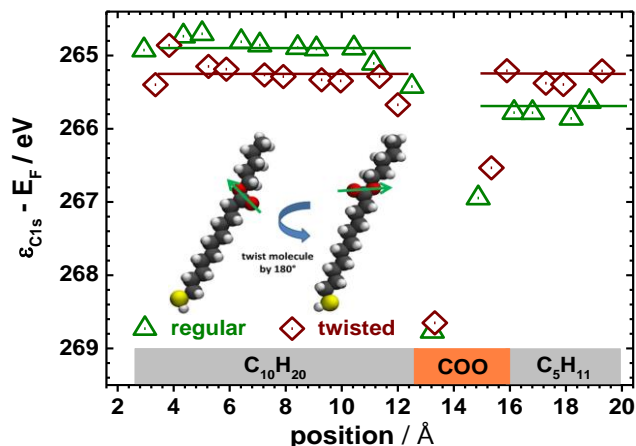 265
266
267
268
269
ε_C1s - E_F / eV
twist molecule
by 180°
regular
twisted
C₁₀H₂₀
COO
C₅H₁₁
2 4 6 8 10 12 14 16 18 20
position / Å